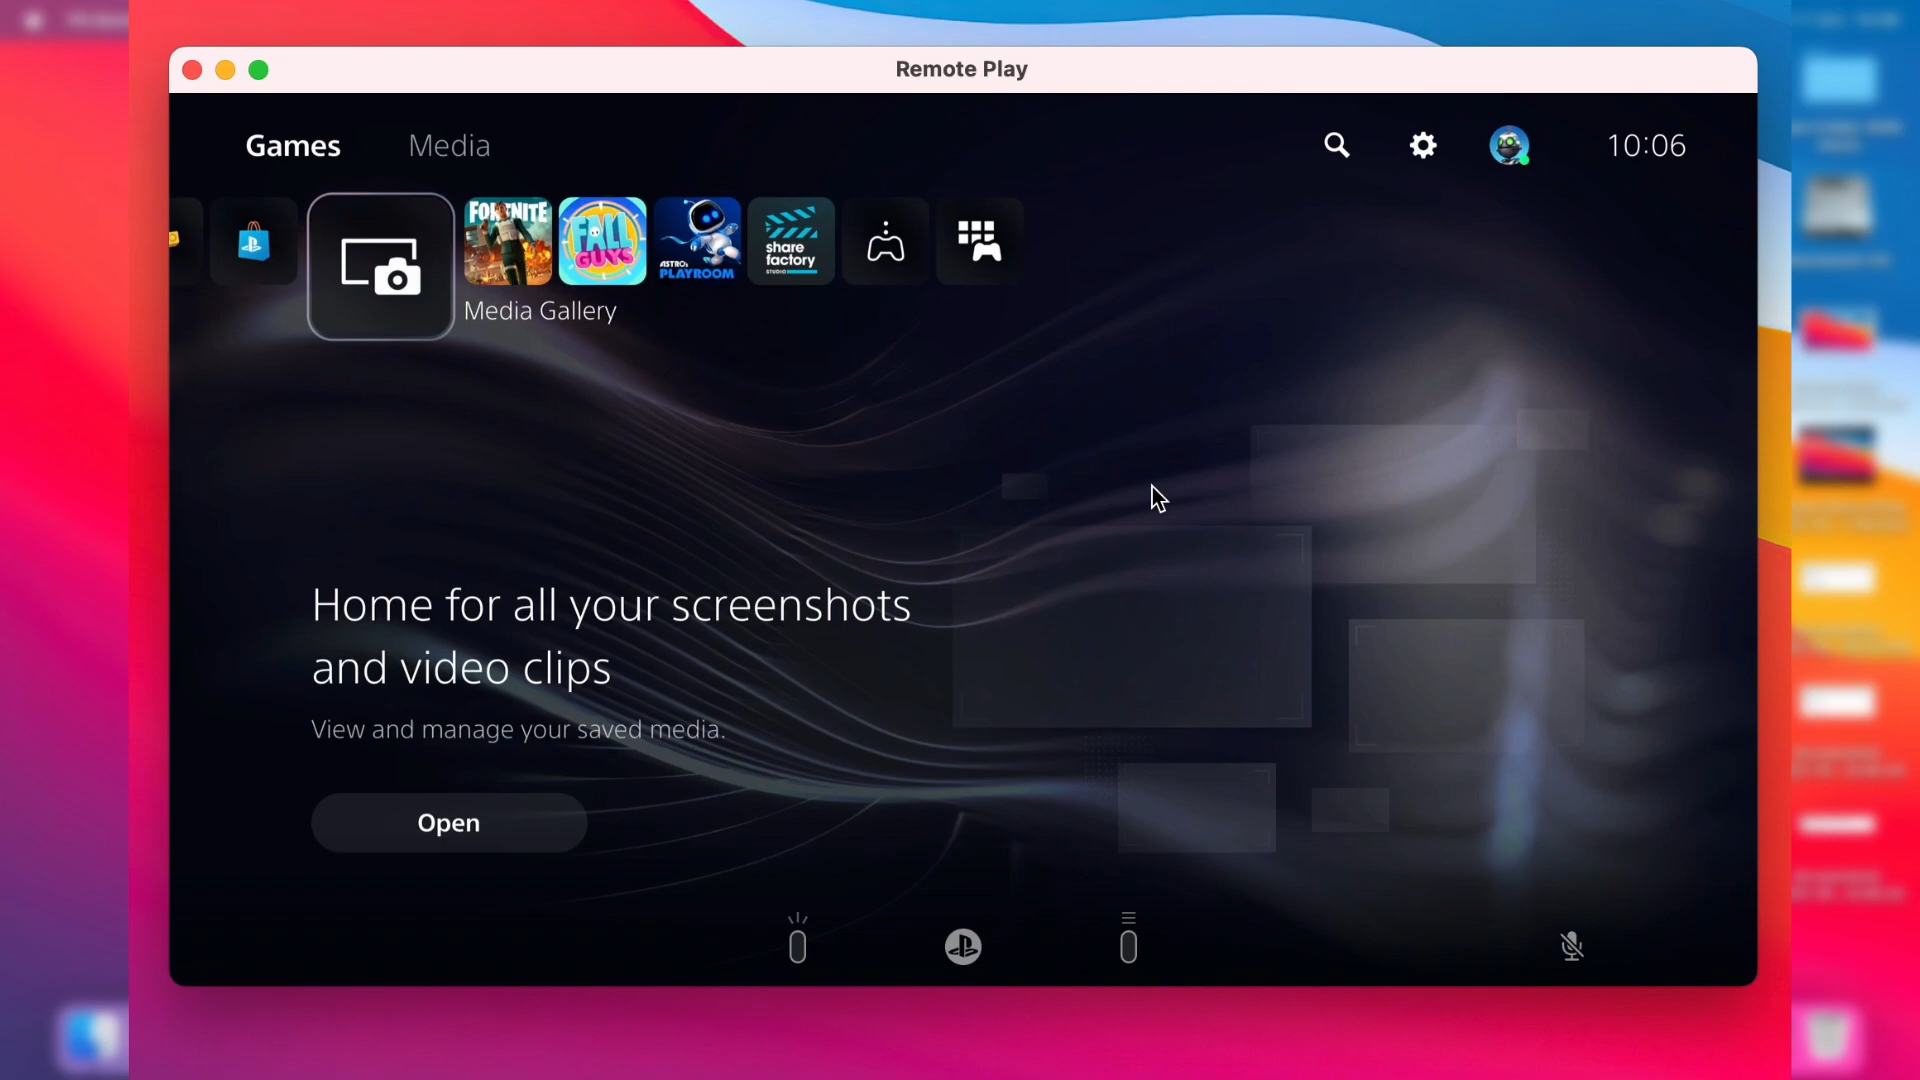 Remote Play
Games
Media
10:06
FORTNITE
FALL
GUYS
ASTRO's
PLAYROOM
share
factory
STUDIO
Media Gallery
Home for all your screenshots
and video clips
View and manage your saved media.
Open